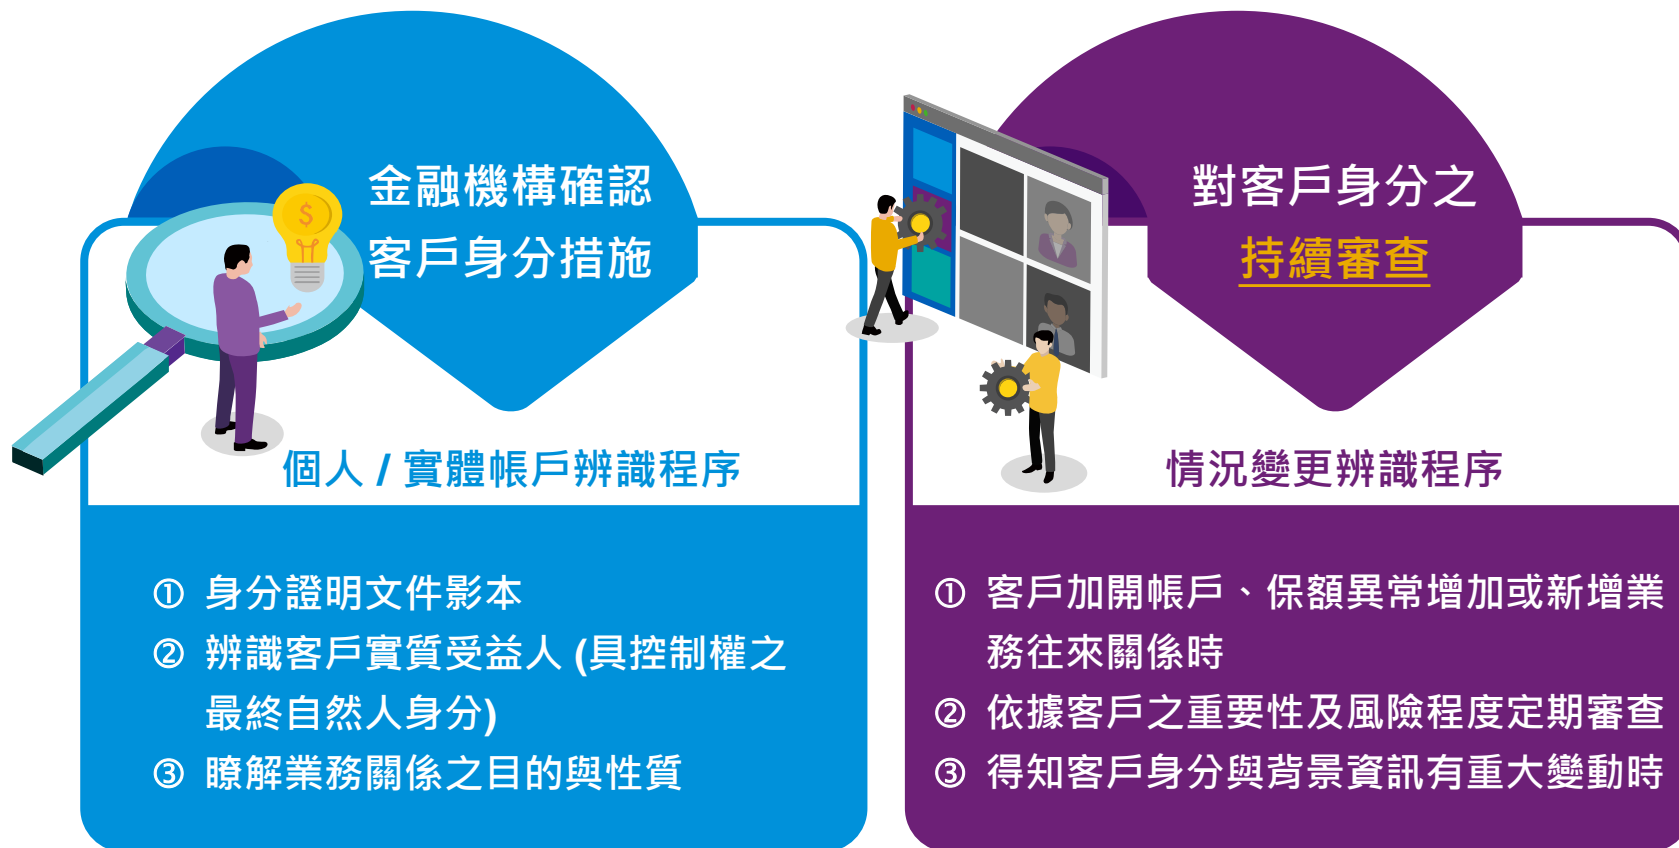 金融機構確認
客戶身分措施
個人 / 實體帳戶辨識程序
① 身分證明文件影本
② 辨識客戶實質受益人 (具控制權之
最終自然人身分)
③ 瞭解業務關係之目的與性質
對客戶身分之
持續審查
情況變更辨識程序
① 客戶加開帳戶、保額異常增加或新增業
務往來關係時
② 依據客戶之重要性及風險程度定期審查
③ 得知客戶身分與背景資訊有重大變動時
$